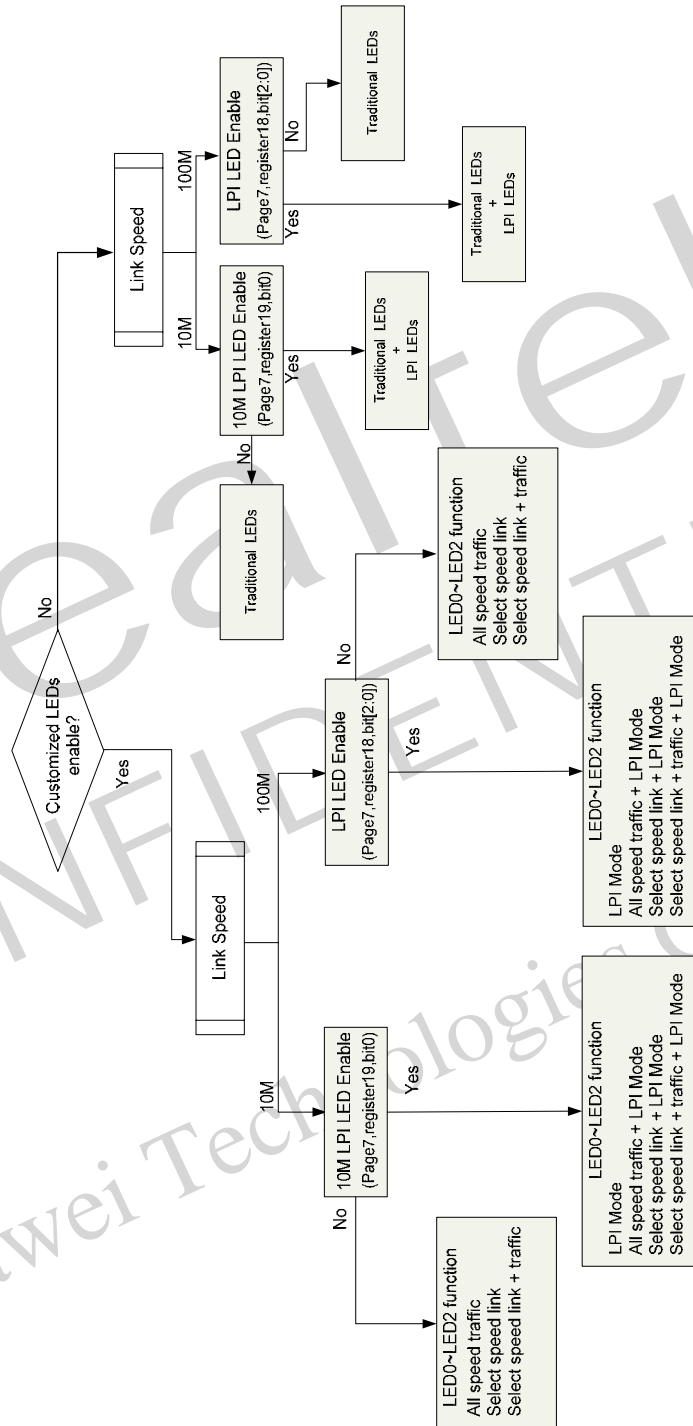 Customized LEDs
enable?
No
Yes
Link Speed
10M
100M
10M LPI LED Enable
(Page7,register19,bit0)
No
Yes
LED0~LED2 function
All speed traffic
Select speed link
Select speed link + traffic
LED0~LED2 function
LPI Mode
All speed traffic + LPI Mode
Select speed link + LPI Mode
Select speed link + traffic + LPI Mode
LPI LED Enable
(Page7,register18,bit[2:0])
No
Yes
LED0~LED2 function
All speed traffic
Select speed link
Select speed link + traffic
LED0~LED2 function
LPI Mode
All speed traffic + LPI Mode
Select speed link + LPI Mode
Select speed link + traffic + LPI Mode
Link Speed
10M
100M
10M LPI LED Enable
(Page7,register19,bit0)
No
Yes
Traditional LEDs
Traditional LEDs
+
LPI LEDs
LPI LED Enable
(Page7,register18,bit[2:0])
No
Yes
Traditional LEDs
Traditional LEDs
+
LPI LEDs